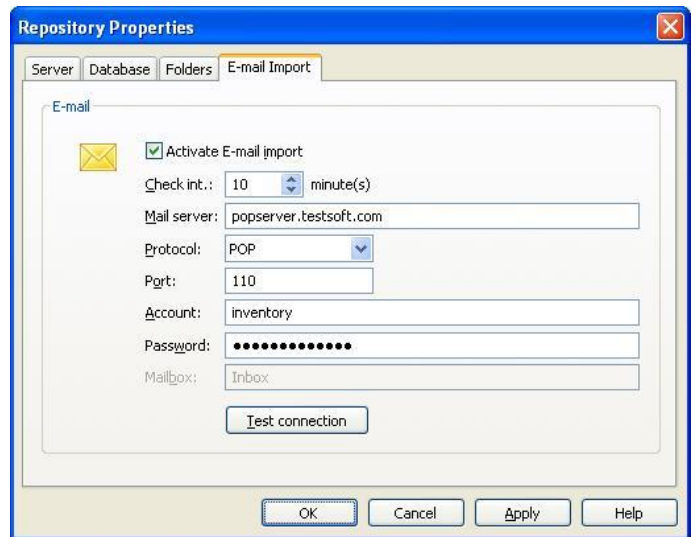 Repository Properties
Server Database Folders E-mail Import
E-mail
Activate E-mail import
Check int.: 10 minute(s)
Mail server: popserver.testsoft.com
Protocol: POP
Port: 110
Account: inventory
Password: •••••••••••••
Mailbox: Inbox
Test connection
OK Cancel Apply Help